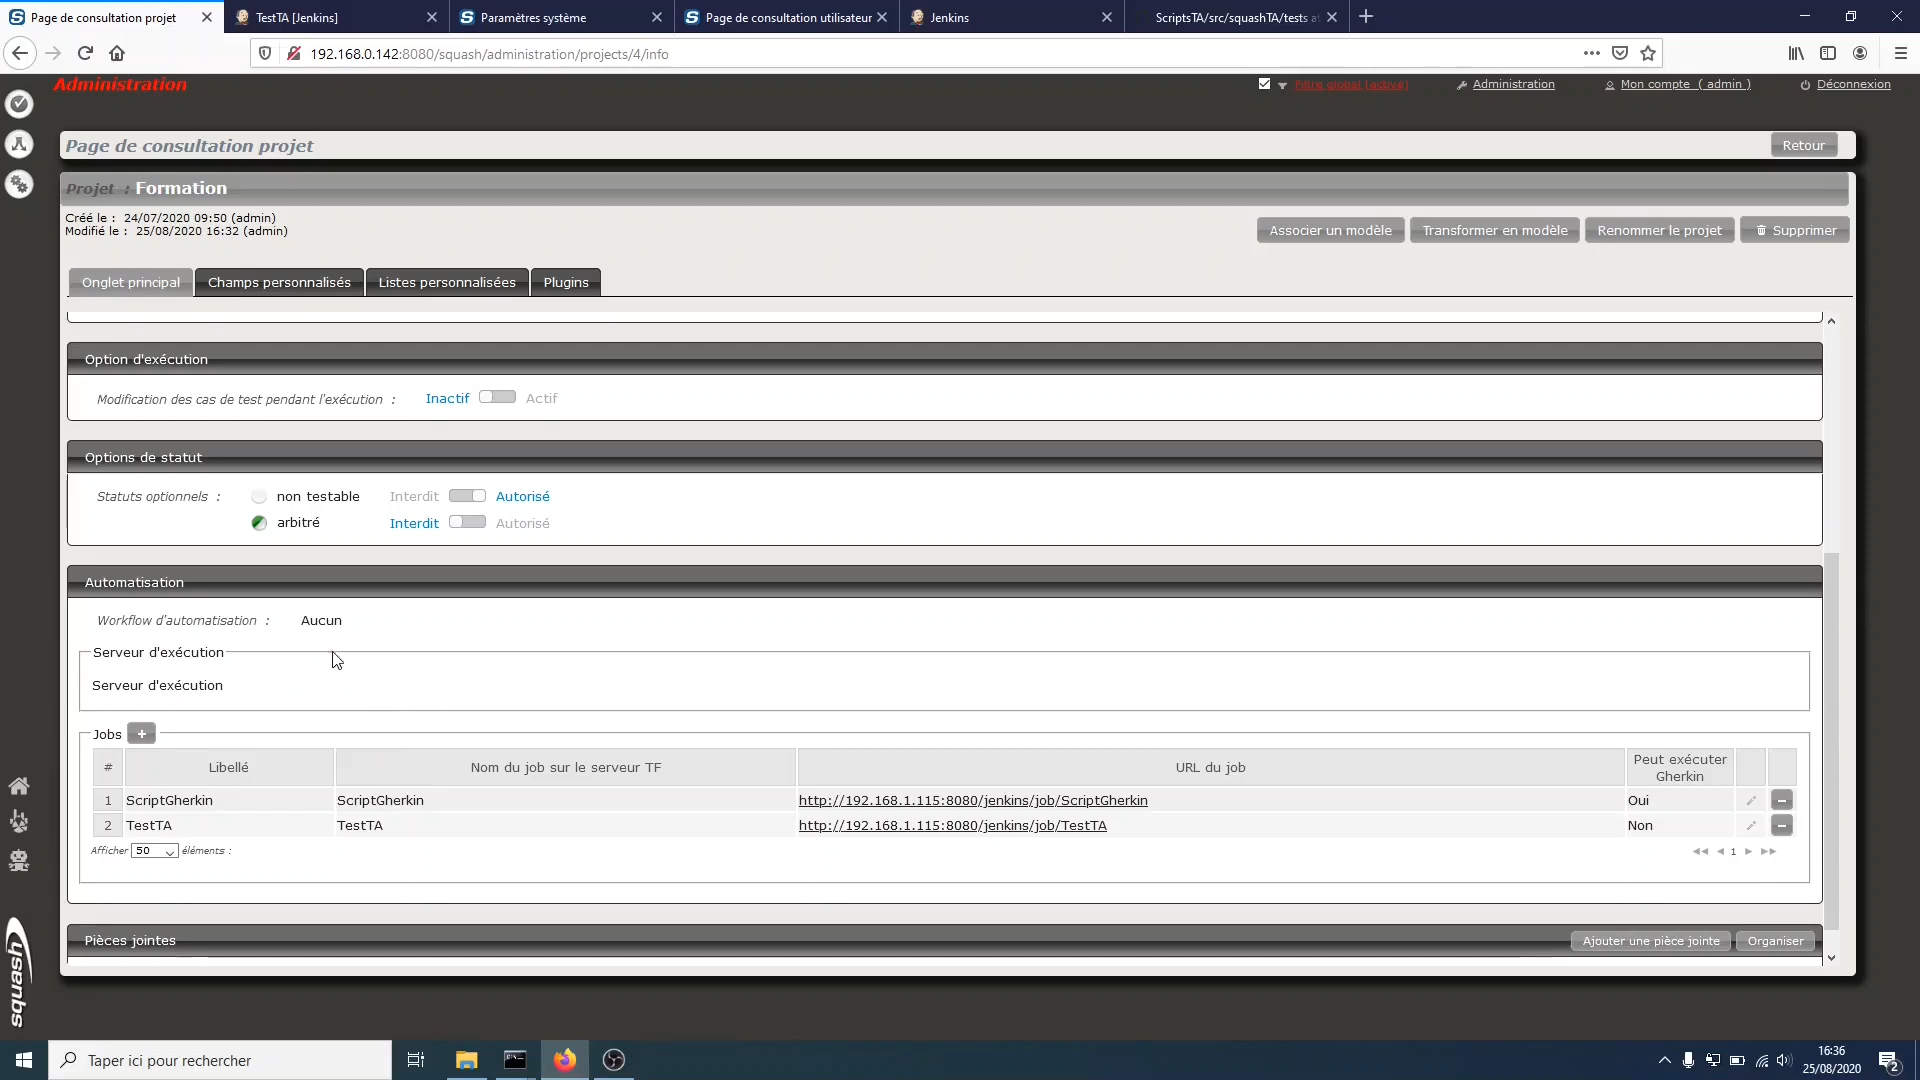 Page de consultation projet
TestTA [Jenkins]
Paramètres système
Page de consultation utilisateur
Jenkins
ScriptsTA/src/squashTA/tests at
192.168.0.142:8080/squash/administration/projects/4/info
Administration
Filtre global (activé)
Administration
Mon compte ( admin )
Déconnexion
Page de consultation projet
Retour
Projet : Formation
Créé le : 24/07/2020 09:50 (admin)
Modifié le : 25/08/2020 16:32 (admin)
Associer un modèle
Transformer en modèle
Renommer le projet
Supprimer
Onglet principal
Champs personnalisés
Listes personnalisées
Plugins
Option d'exécution
Modification des cas de test pendant l'exécution : Inactif Actif
Options de statut
Statuts optionnels : non testable Interdit Autorisé
arbitré Interdit Autorisé
Automatisation
Workflow d'automatisation : Aucun
Serveur d'exécution
Serveur d'exécution
Jobs +
# Libellé Nom du job sur le serveur TF URL du job Peut exécuter Gherkin
1 ScriptGherkin ScriptGherkin http://192.168.1.115:8080/jenkins/job/ScriptGherkin Oui
2 TestTA TestTA http://192.168.1.115:8080/jenkins/job/TestTA Non
Afficher 50 éléments :
1
Pièces jointes
Ajouter une pièce jointe
Organiser
squash
Taper ici pour rechercher
16:36
25/08/2020
2